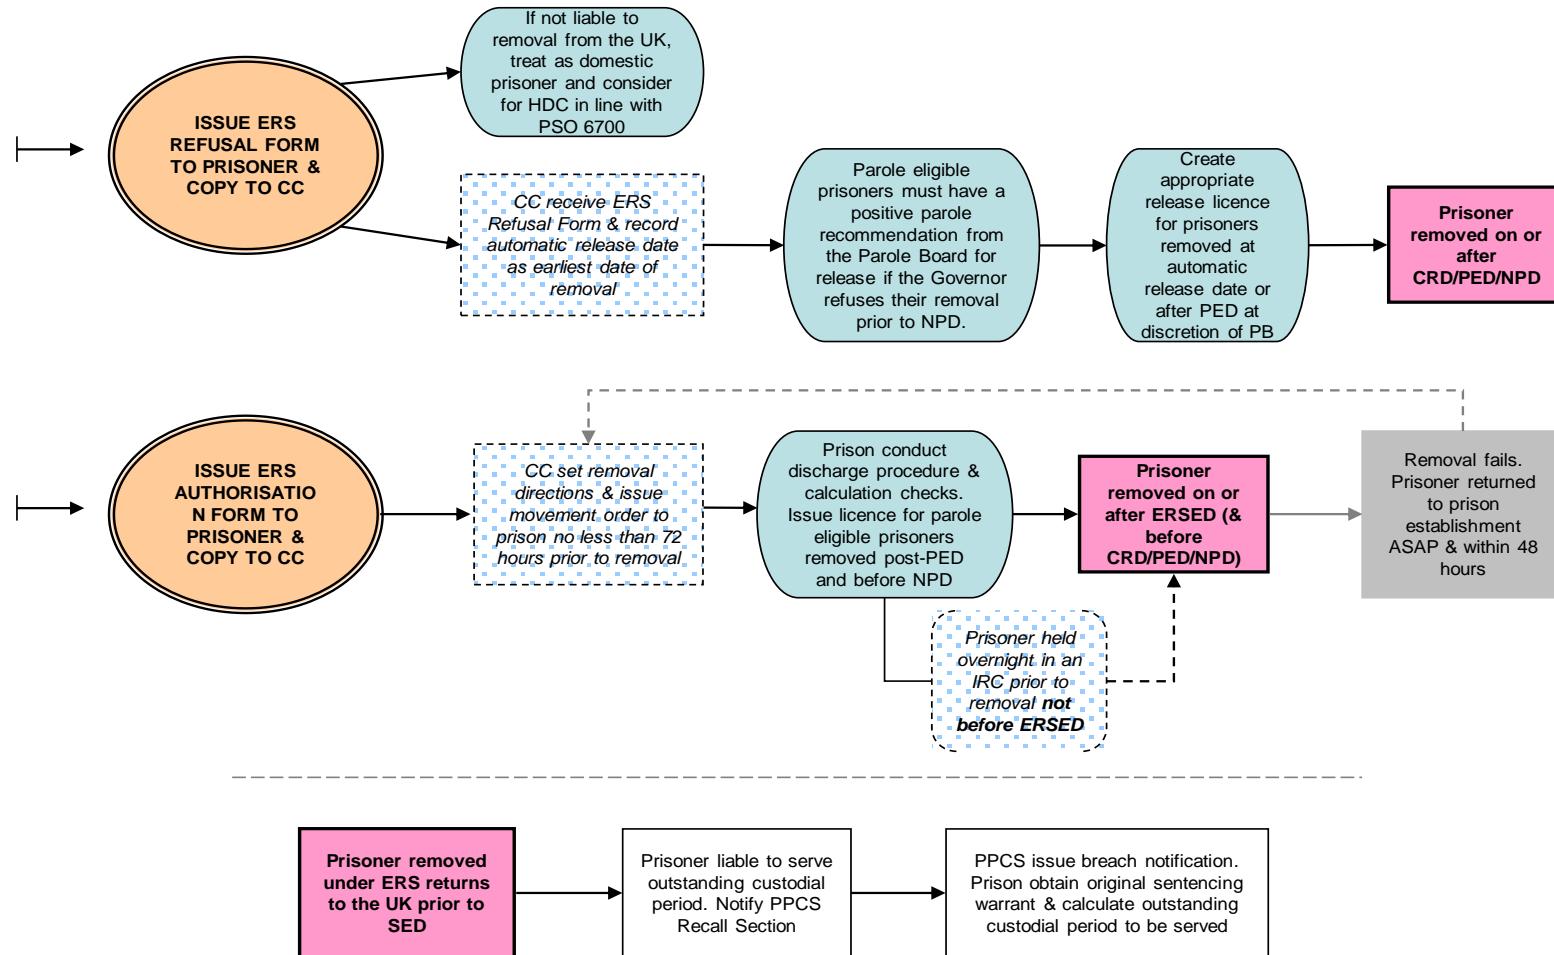 If not liable to
removal from the UK,
treat as domestic
prisoner and consider
for HDC in line with
PSO 6700
ISSUE ERS
REFUSAL FORM
TO PRISONER &
COPY TO CC
CC receive ERS
Refusal Form & record
automatic release date
as earliest date of
removal
Parole eligible
prisoners must have a
positive parole
recommendation from
the Parole Board for
release if the Governor
refuses their removal
prior to NPD.
Create
appropriate
release licence
for prisoners
removed at
automatic
release date or
after PED at
discretion of PB
Prisoner
removed on or
after
CRD/PED/NPD
ISSUE ERS
AUTHORISATIO
N FORM TO
PRISONER &
COPY TO CC
CC set removal
directions & issue
movement order to
prison no less than 72
hours prior to removal
Prison conduct
discharge procedure &
calculation checks.
Issue licence for parole
eligible prisoners
removed post-PED
and before NPD
Prisoner
removed on or
after ERSED (&
before
CRD/PED/NPD)
Removal fails.
Prisoner returned
to prison
establishment
ASAP & within 48
hours
Prisoner held
overnight in an
IRC prior to
removal not
before ERSED
Prisoner removed
under ERS returns
to the UK prior to
SED
Prisoner liable to serve
outstanding custodial
period. Notify PPCS
Recall Section
PPCS issue breach notification.
Prison obtain original sentencing
warrant & calculate outstanding
custodial period to be served